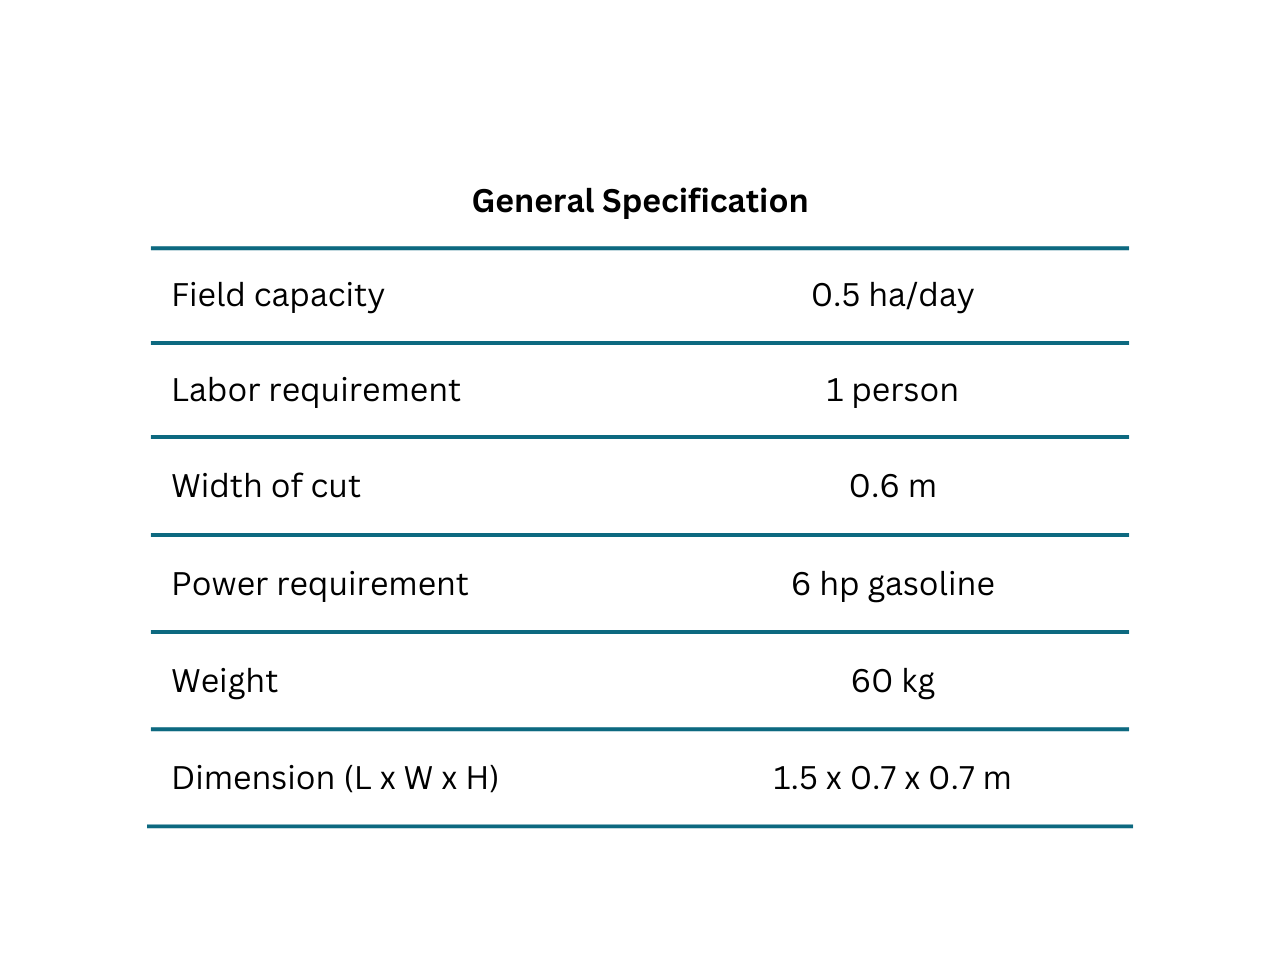 General Specification
Field capacity 0.5 ha/day
Labor requirement 1 person
Width of cut 0.6 m
Power requirement 6 hp gasoline
Weight 60 kg
Dimension (L x W x H) 1.5 x 0.7 x 0.7 m